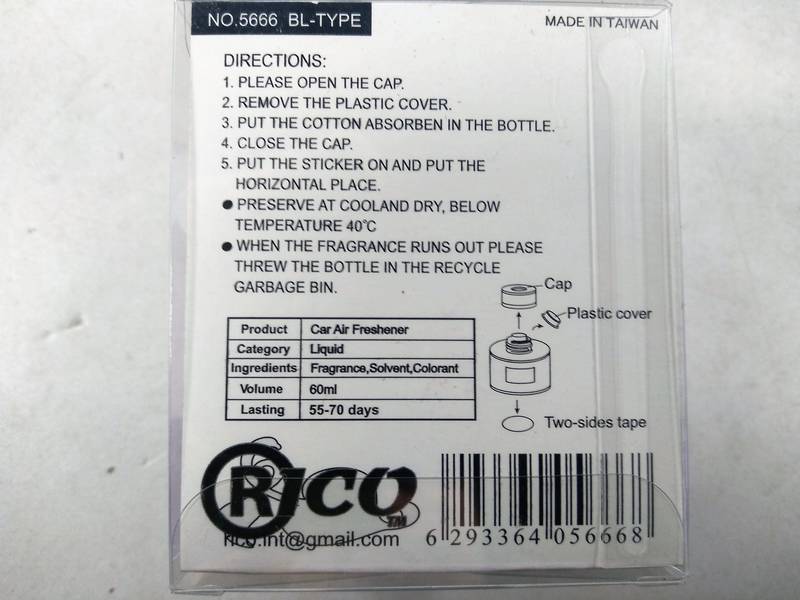 NO.5666 BL-TYPE
MADE IN TAIWAN
DIRECTIONS:
1. PLEASE OPEN THE CAP.
2. REMOVE THE PLASTIC COVER.
3. PUT THE COTTON ABSORBEN IN THE BOTTLE.
4. CLOSE THE CAP.
5. PUT THE STICKER ON AND PUT THE
HORIZONTAL PLACE.
● PRESERVE AT COOLAND DRY, BELOW
TEMPERATURE 40℃
● WHEN THE FRAGRANCE RUNS OUT PLEASE
THREW THE BOTTLE IN THE RECYCLE
GARBAGE BIN.
Cap
Plastic cover
Two-sides tape
Product Car Air Freshener
Category Liquid
Ingredients Fragrance,Solvent,Colorant
Volume 60ml
Lasting 55-70 days
RICO TM
rico.int@gmail.com
6 293364 056668